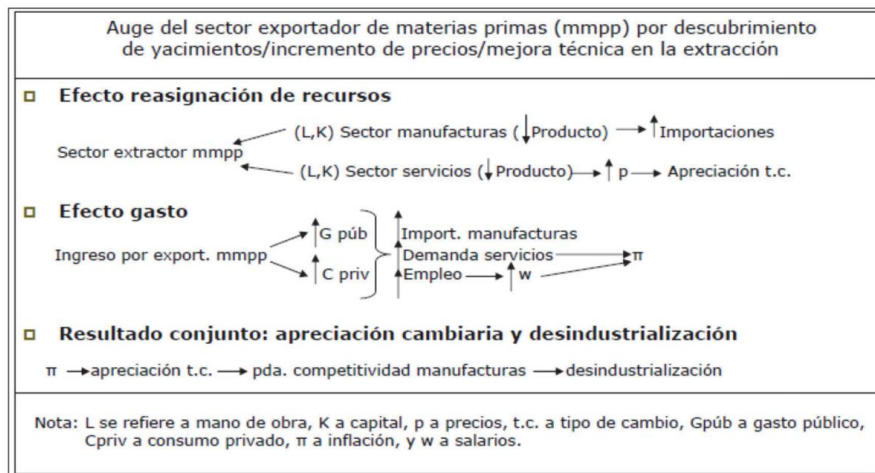 Auge del sector exportador de materias primas (mmpp) por descubrimiento
de yacimientos/incremento de precios/mejora técnica en la extracción
Efecto reasignación de recursos
(L,K) Sector manufacturas (↓Producto) → ↑Importaciones
Sector extractor mmpp
(L,K) Sector servicios (↓Producto) → ↑ p → Apreciación t.c.
Efecto gasto
↑G púb ↑Import. manufacturas
Ingreso por export. mmpp ↑Demanda servicios → π
↑C priv ↑Empleo → ↑w
Resultado conjunto: apreciación cambiaria y desindustrialización
π → apreciación t.c. → pda. competitividad manufacturas → desindustrialización
Nota: L se refiere a mano de obra, K a capital, p a precios, t.c. a tipo de cambio, Gpúb a gasto público,
Cpriv a consumo privado, π a inflación, y w a salarios.